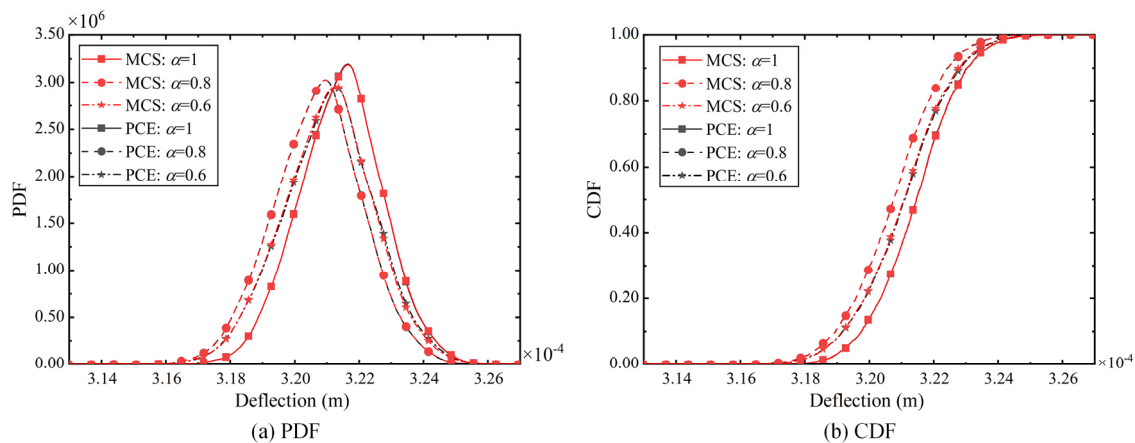 ×10⁶
3.50
3.00
2.50
2.00
1.50
1.00
0.50
0.00
PDF
MCS: α=1
MCS: α=0.8
MCS: α=0.6
PCE: α=1
PCE: α=0.8
PCE: α=0.6
3.14 3.16 3.18 3.20 3.22 3.24 3.26
×10⁻⁴
Deflection (m)
(a) PDF
1.00
0.80
0.60
0.40
0.20
0.00
CDF
MCS: α=1
MCS: α=0.8
MCS: α=0.6
PCE: α=1
PCE: α=0.8
PCE: α=0.6
3.14 3.16 3.18 3.20 3.22 3.24 3.26
×10⁻⁴
Deflection (m)
(b) CDF